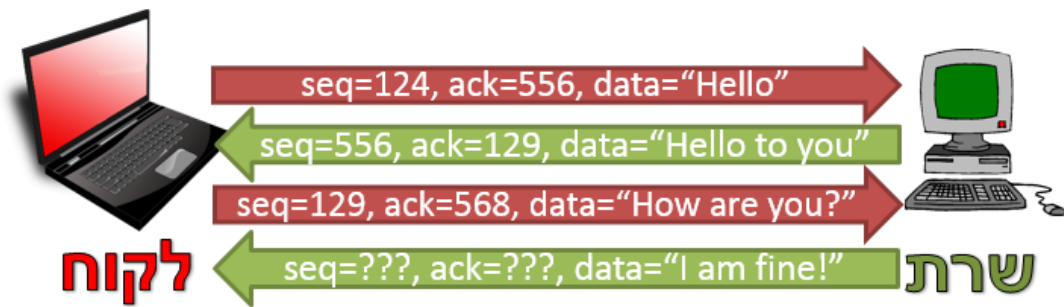 seq=124, ack=556, data=“Hello”
seq=556, ack=129, data=“Hello to you”
seq=129, ack=568, data=“How are you?”
seq=???, ack=???, data=“I am fine!”
לקוח
שרת